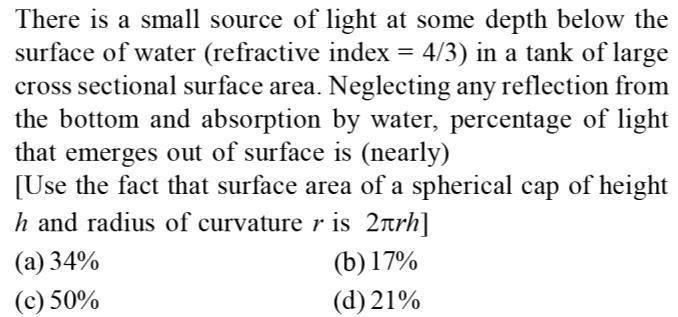 There is a small source of light at some depth below the
surface of water (refractive index = 4/3) in a tank of large
cross sectional surface area. Neglecting any reflection from
the bottom and absorption by water, percentage of light
that emerges out of surface is (nearly)
[Use the fact that surface area of a spherical cap of height
h and radius of curvature r is 2πrh]
(a) 34% (b) 17%
(c) 50% (d) 21%